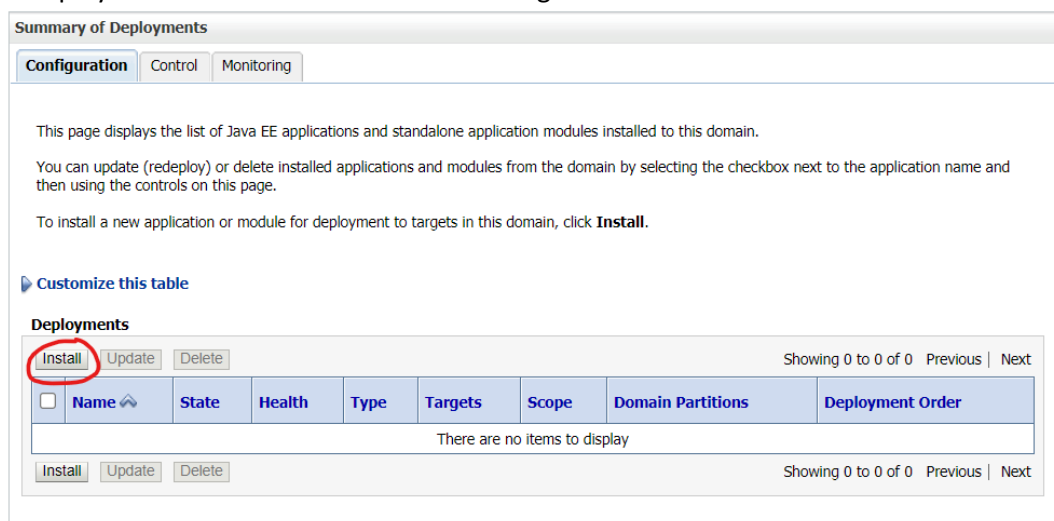 Summary of Deployments
Configuration Control Monitoring
This page displays the list of Java EE applications and standalone application modules installed to this domain.
You can update (redeploy) or delete installed applications and modules from the domain by selecting the checkbox next to the application name and
then using the controls on this page.
To install a new application or module for deployment to targets in this domain, click Install.
Customize this table
Deployments
Install Update Delete Showing 0 to 0 of 0 Previous | Next
Name State Health Type Targets Scope Domain Partitions Deployment Order
There are no items to display
Install Update Delete Showing 0 to 0 of 0 Previous | Next